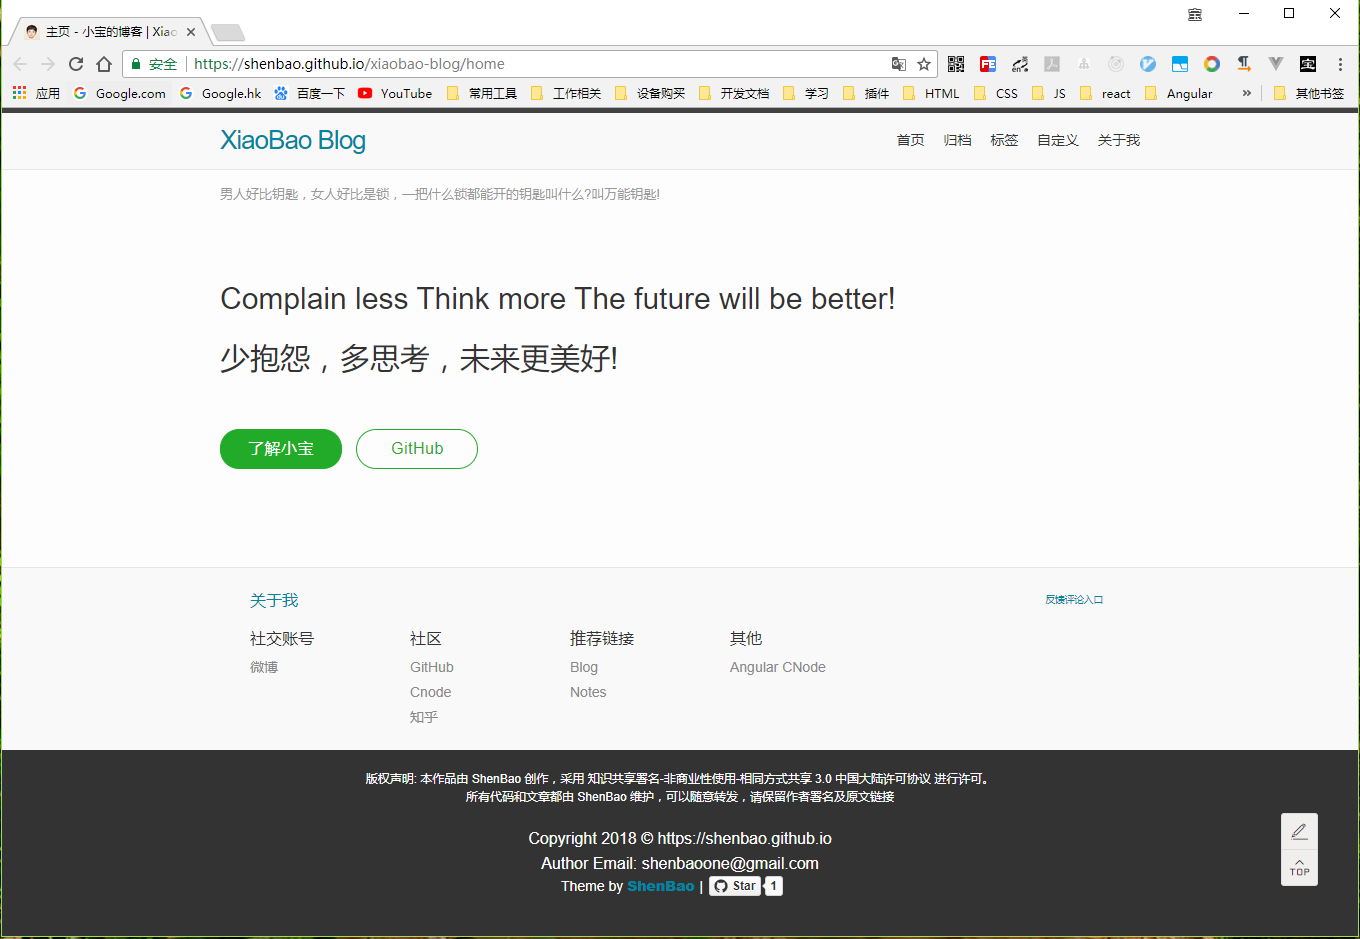 宝
主页 - 小宝的博客 | Xiao
安全 https://shenbao.github.io/xiaobao-blog/home
应用 Google.com Google.hk 百度一下 YouTube 常用工具 工作相关 设备购买 开发文档 学习 插件 HTML CSS JS react Angular » 其他书签
XiaoBao Blog 首页 归档 标签 自定义 关于我
男人好比钥匙，女人好比是锁，一把什么锁都能开的钥匙叫什么?叫万能钥匙!
Complain less Think more The future will be better!
少抱怨，多思考，未来更美好!
了解小宝 GitHub
关于我 反馈评论入口
社交账号 社区 推荐链接 其他
微博 GitHub Blog Angular CNode
Cnode Notes
知乎
版权声明: 本作品由 ShenBao 创作，采用 知识共享署名-非商业性使用-相同方式共享 3.0 中国大陆许可协议 进行许可。
所有代码和文章都由 ShenBao 维护，可以随意转发，请保留作者署名及原文链接
Copyright 2018 © https://shenbao.github.io
Author Email: shenbaoone@gmail.com
Theme by ShenBao | Star 1
TOP